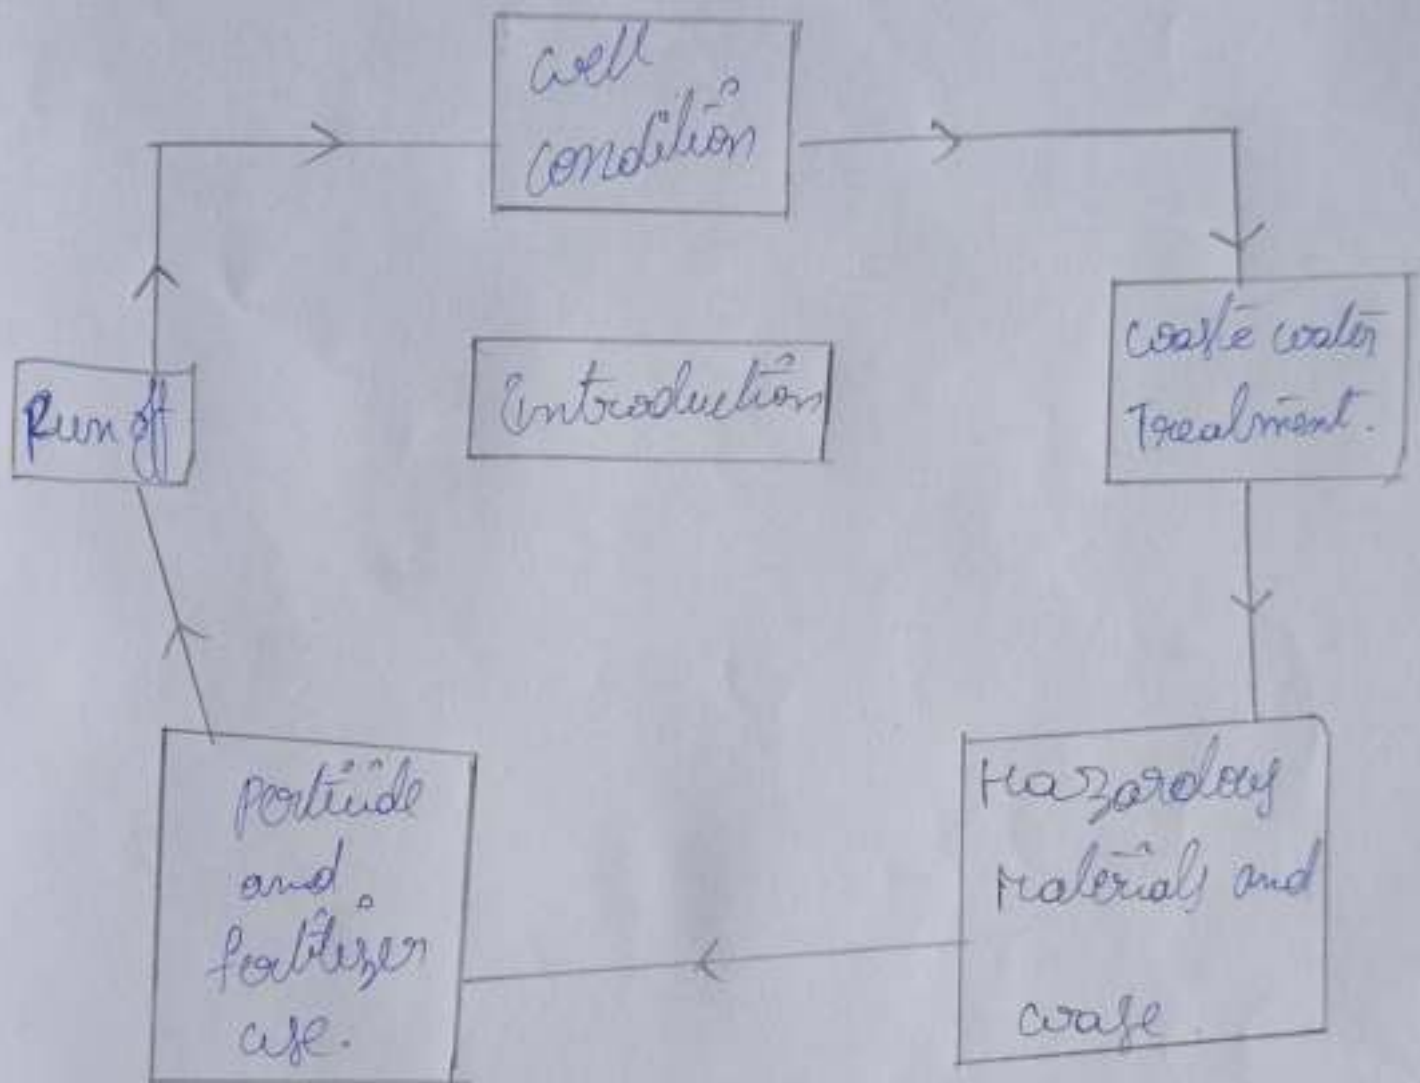 Well
condition
Waste water
Treatment.
Introduction
Run off
Hazardous
Materials and
waste
Pesticide
and
fertilizer
use.